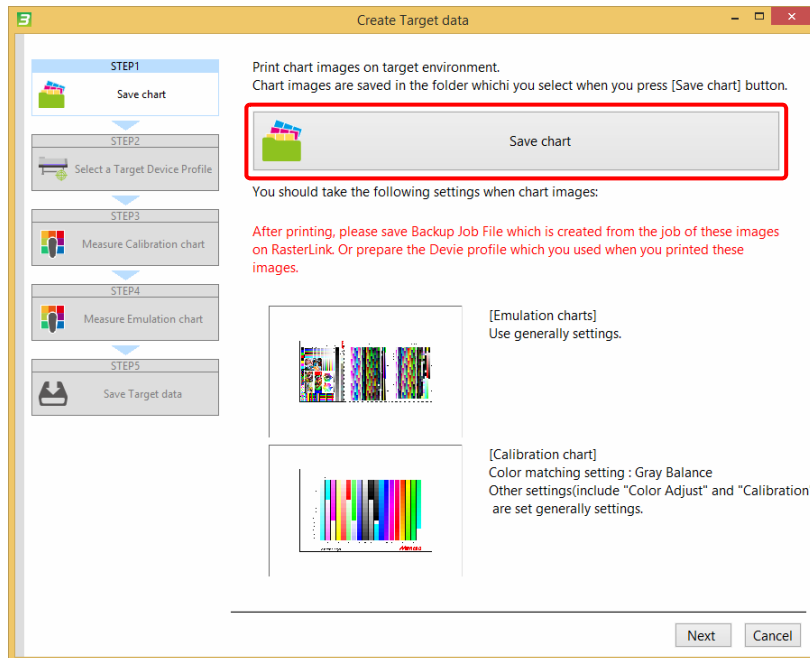 Create Target data
STEP1
Save chart
STEP2
Select a Target Device Profile
STEP3
Measure Calibration chart
STEP4
Measure Emulation chart
STEP5
Save Target data
Print chart images on target environment.
Chart images are saved in the folder whichi you select when you press [Save chart] button.
Save chart
You should take the following settings when chart images:
After printing, please save Backup Job File which is created from the job of these images
on RasterLink. Or prepare the Devie profile which you used when you printed these
images.
[Emulation charts]
Use generally settings.
[Calibration chart]
Color matching setting : Gray Balance
Other settings(include "Color Adjust" and "Calibration"
are set generally settings.
Next
Cancel